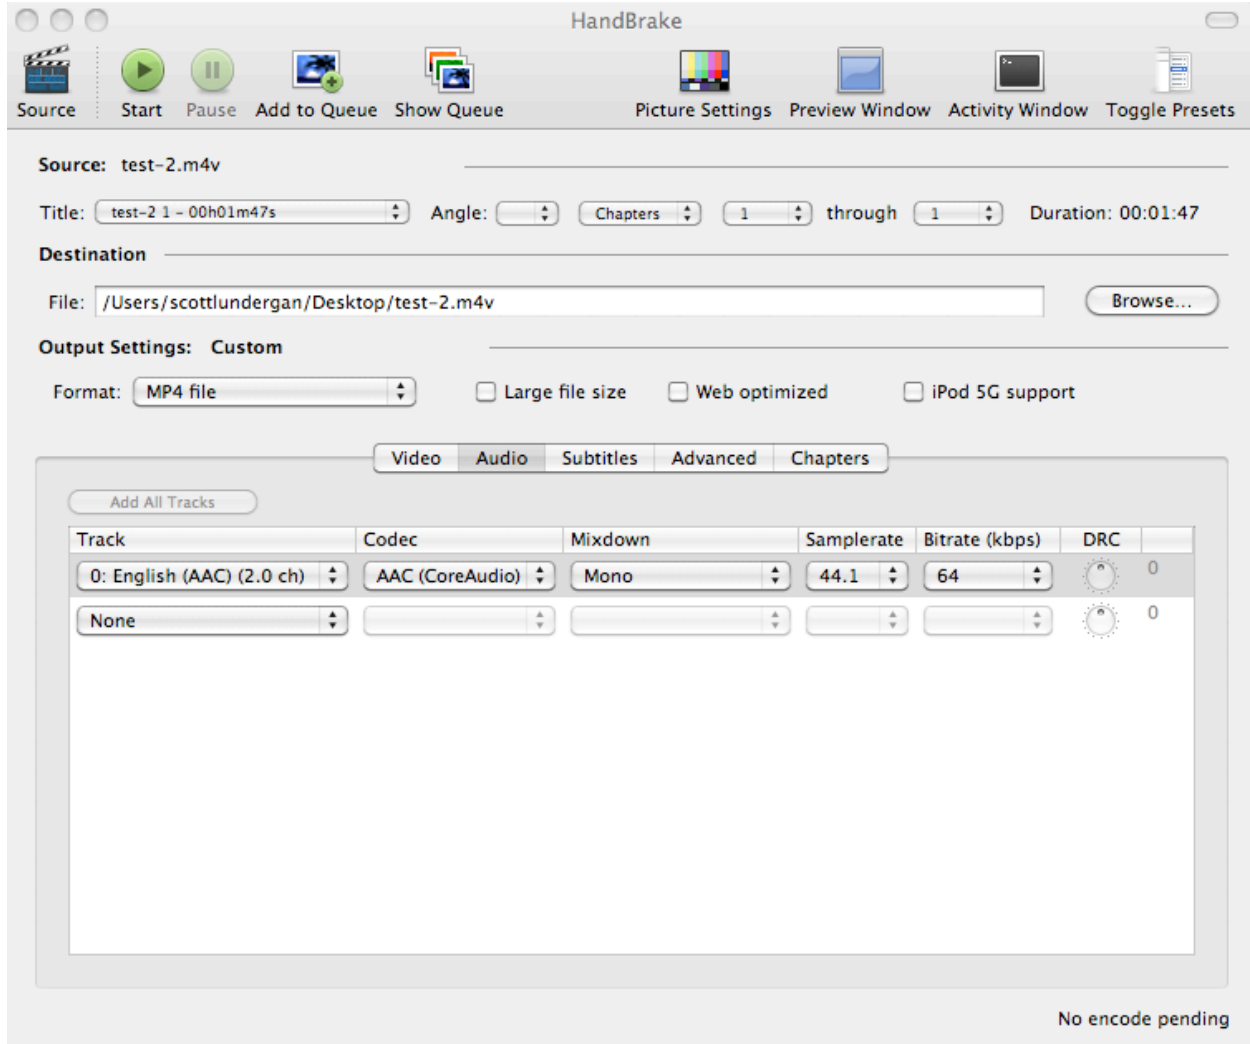 HandBrake
Source Start Pause Add to Queue Show Queue Picture Settings Preview Window Activity Window Toggle Presets
Source: test-2.m4v
Title: test-2 1 - 00h01m47s Angle: Chapters 1 through 1 Duration: 00:01:47
Destination
File: /Users/scottlundergan/Desktop/test-2.m4v Browse...
Output Settings: Custom
Format: MP4 file Large file size Web optimized iPod 5G support
Video Audio Subtitles Advanced Chapters
Add All Tracks
Track Codec Mixdown Samplerate Bitrate (kbps) DRC
0: English (AAC) (2.0 ch) AAC (CoreAudio) Mono 44.1 64 0
None 0
No encode pending